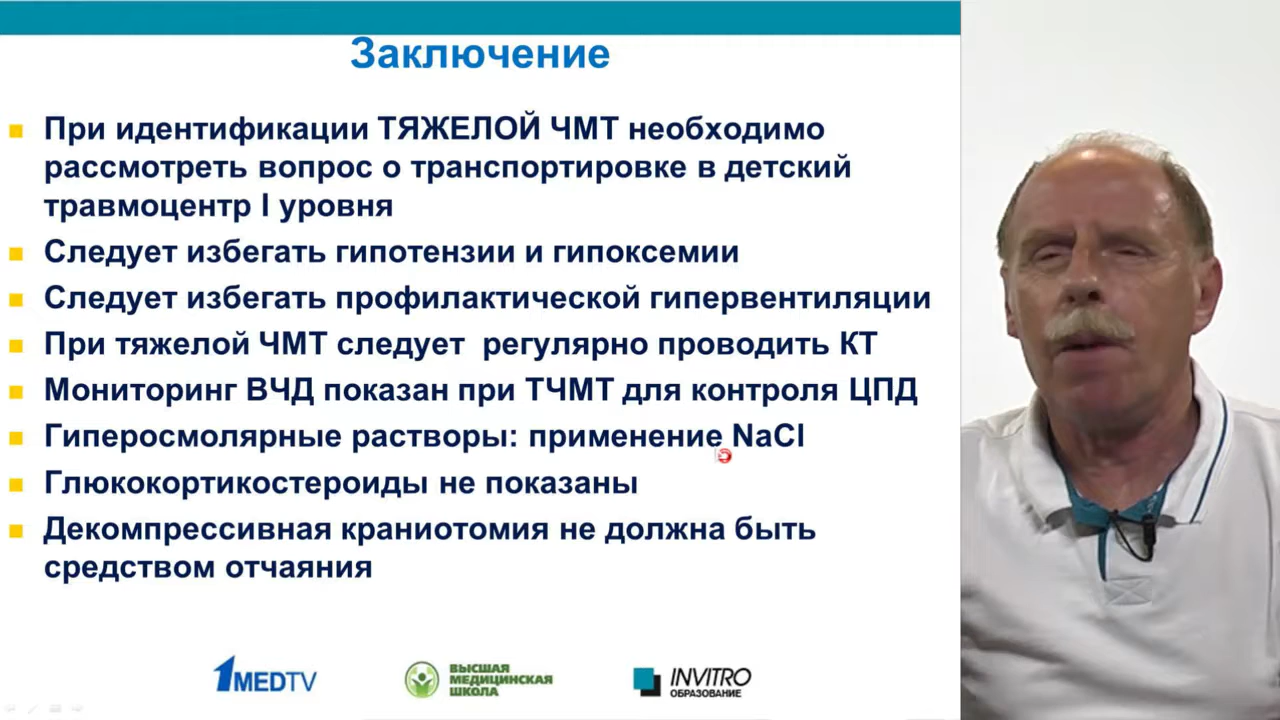 Заключение
При идентификации ТЯЖЕЛОЙ ЧМТ необходимо
рассмотреть вопрос о транспортировке в детский
травмоцентр I уровня
Следует избегать гипотензии и гипоксемии
Следует избегать профилактической гипервентиляции
При тяжелой ЧМТ следует  регулярно проводить КТ
Мониторинг ВЧД показан при ТЧМТ для контроля ЦПД
Гиперосмолярные растворы: применение NaCl
Глюкокортикостероиды не показаны
Декомпрессивная краниотомия не должна быть
средством отчаяния
1MEDTV
ВЫСШАЯ
МЕДИЦИНСКАЯ
ШКОЛА
INVITRO
ОБРАЗОВАНИЕ